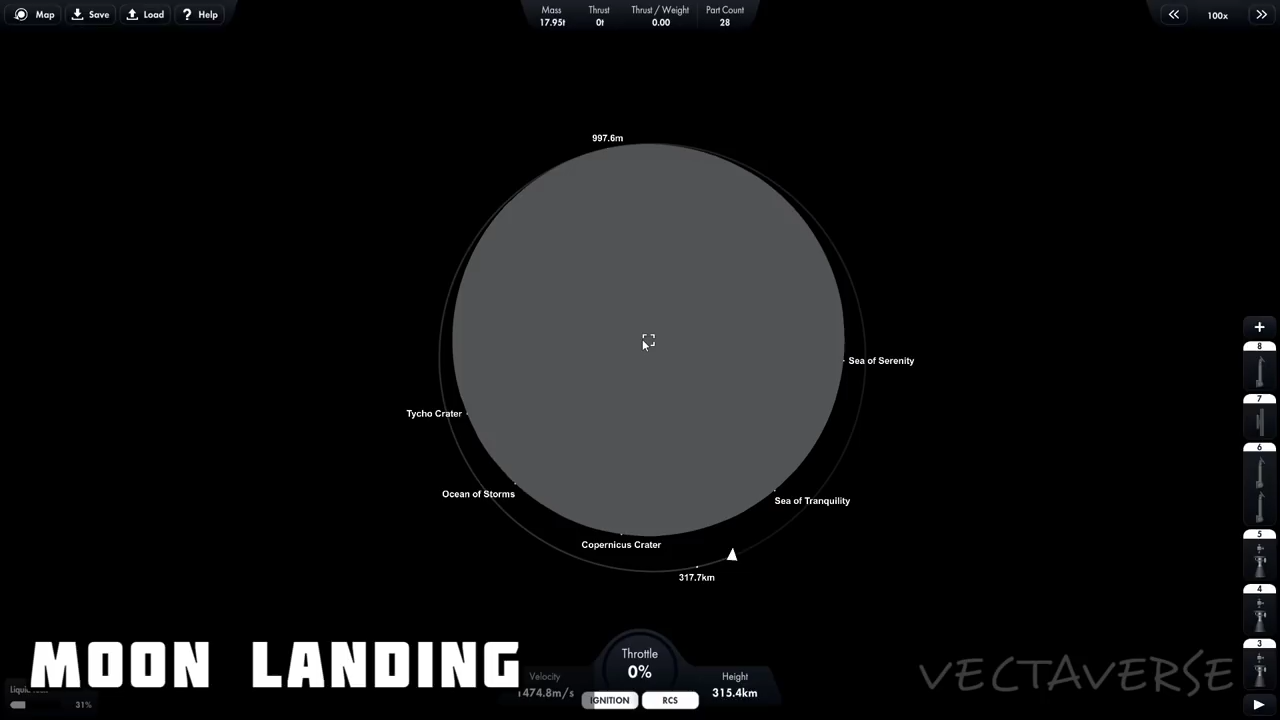 Map
Save
Load
? Help
Mass
17.95t
Thrust
0t
Thrust / Weight
0.00
Part Count
28
100x
997.6m
Sea of Serenity
Tycho Crater
Ocean of Storms
Sea of Tranquility
Copernicus Crater
317.7km
8
7
6
5
4
3
Throttle
0%
Velocity
1474.8m/s
Height
315.4km
IGNITION
RCS
MOON LANDING
31%
VECTAVERSE